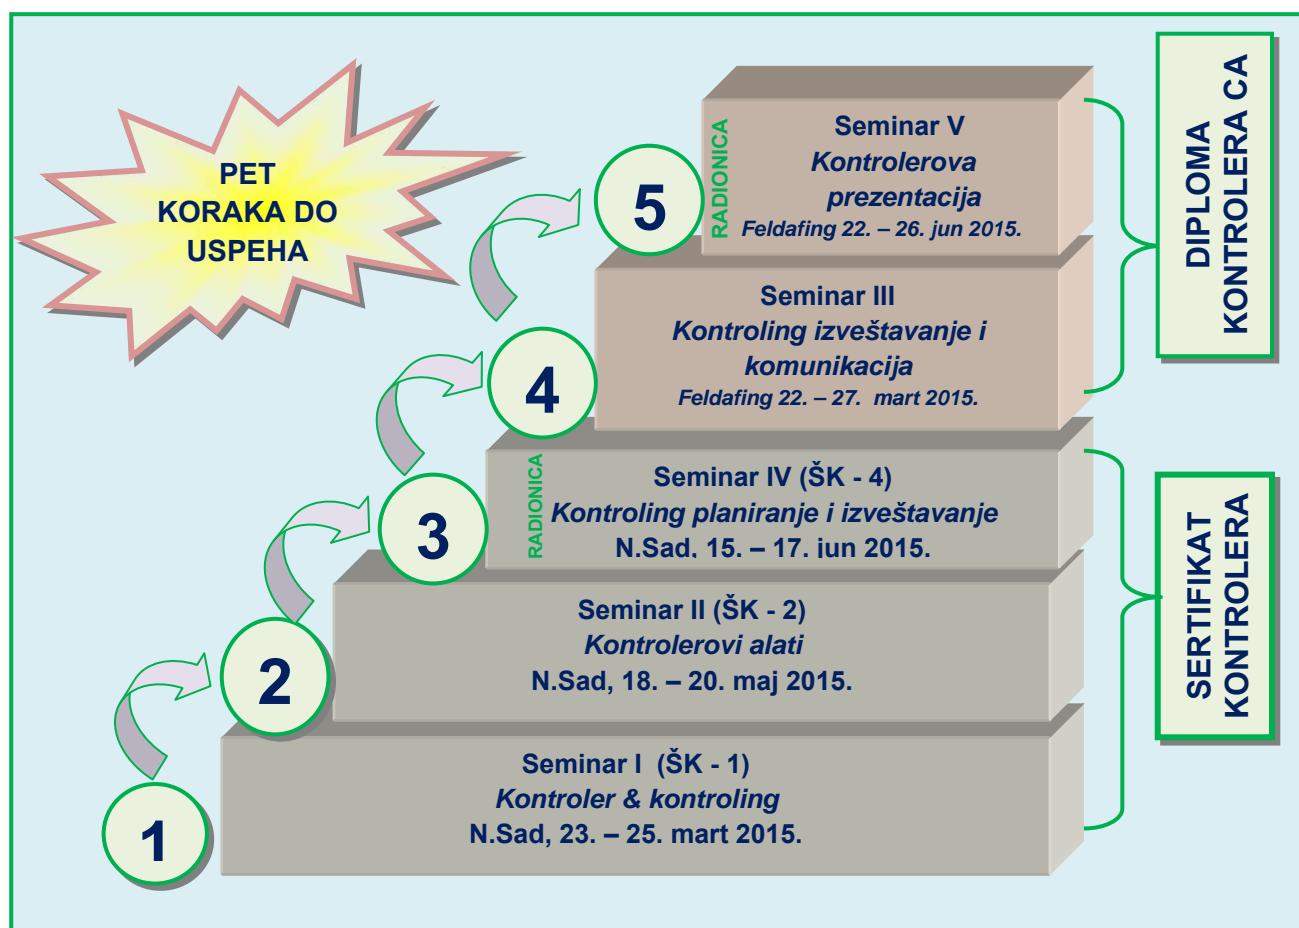 PET
KORAKA DO
USPEHA
5
RADIONICA
Seminar V
Kontrolerova
prezentacija
Feldafing 22. – 26. jun 2015.
DIPLOMA
KONTROLERA CA
4
Seminar III
Kontroling izveštavanje i
komunikacija
Feldafing 22. – 27. mart 2015.
3
RADIONICA
Seminar IV (ŠK - 4)
Kontroling planiranje i izveštavanje
N.Sad, 15. – 17. jun 2015.
SERTIFIKAT
KONTROLERA
2
Seminar II (ŠK - 2)
Kontrolerovi alati
N.Sad, 18. – 20. maj 2015.
1
Seminar I (ŠK - 1)
Kontroler & kontroling
N.Sad, 23. – 25. mart 2015.